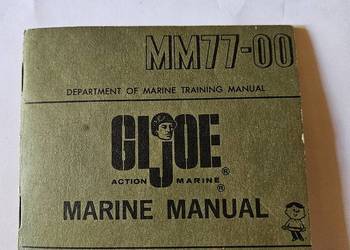 MM77-00
DEPARTMENT OF MARINE TRAINING MANUAL
GI JOE®
ACTION MARINE®
MARINE MANUAL